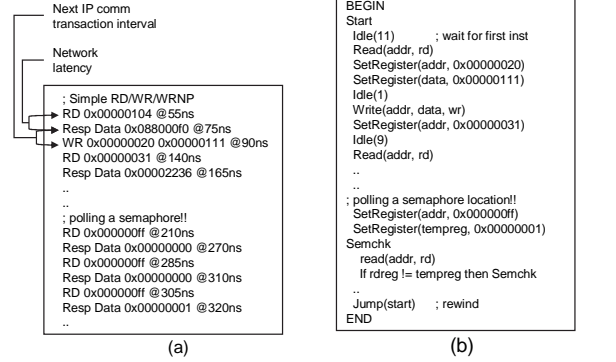 Next IP comm
transaction interval
Network
latency
; Simple RD/WR/WRNP
RD 0x00000104 @55ns
Resp Data 0x088000f0 @75ns
WR 0x00000020 0x00000111 @90ns
RD 0x00000031 @140ns
Resp Data 0x00002236 @165ns
..
..
; polling a semaphore!!
RD 0x000000ff @210ns
Resp Data 0x00000000 @270ns
RD 0x000000ff @285ns
Resp Data 0x00000000 @310ns
RD 0x000000ff @305ns
Resp Data 0x00000001 @320ns
..
(a)
BEGIN
Start
Idle(11) ; wait for first inst
Read(addr, rd)
SetRegister(addr, 0x00000020)
SetRegister(data, 0x00000111)
Idle(1)
Write(addr, data, wr)
SetRegister(addr, 0x00000031)
Idle(9)
Read(addr, rd)
..
..
; polling a semaphore location!!
SetRegister(addr, 0x000000ff)
SetRegister(tempreg, 0x00000001)
Semchk
read(addr, rd)
If rdreg != tempreg then Semchk
..
Jump(start) ; rewind
END
(b)